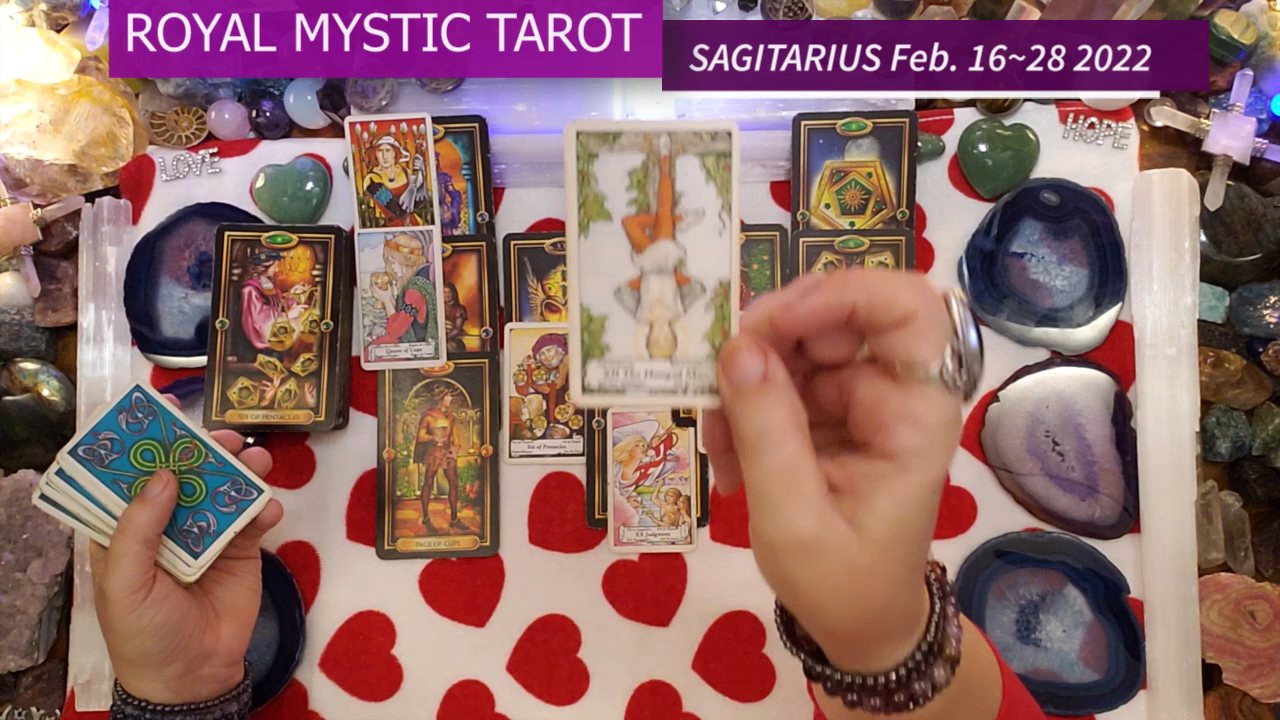 ROYAL MYSTIC TAROT
SAGITARIUS Feb. 16~28 2022
LOVE
HOPE
Queen of Cups
SIX OF PENTACLES
XII The Hanged Man
Six of Pentacles
XX Judgment
PAGE OF CUPS